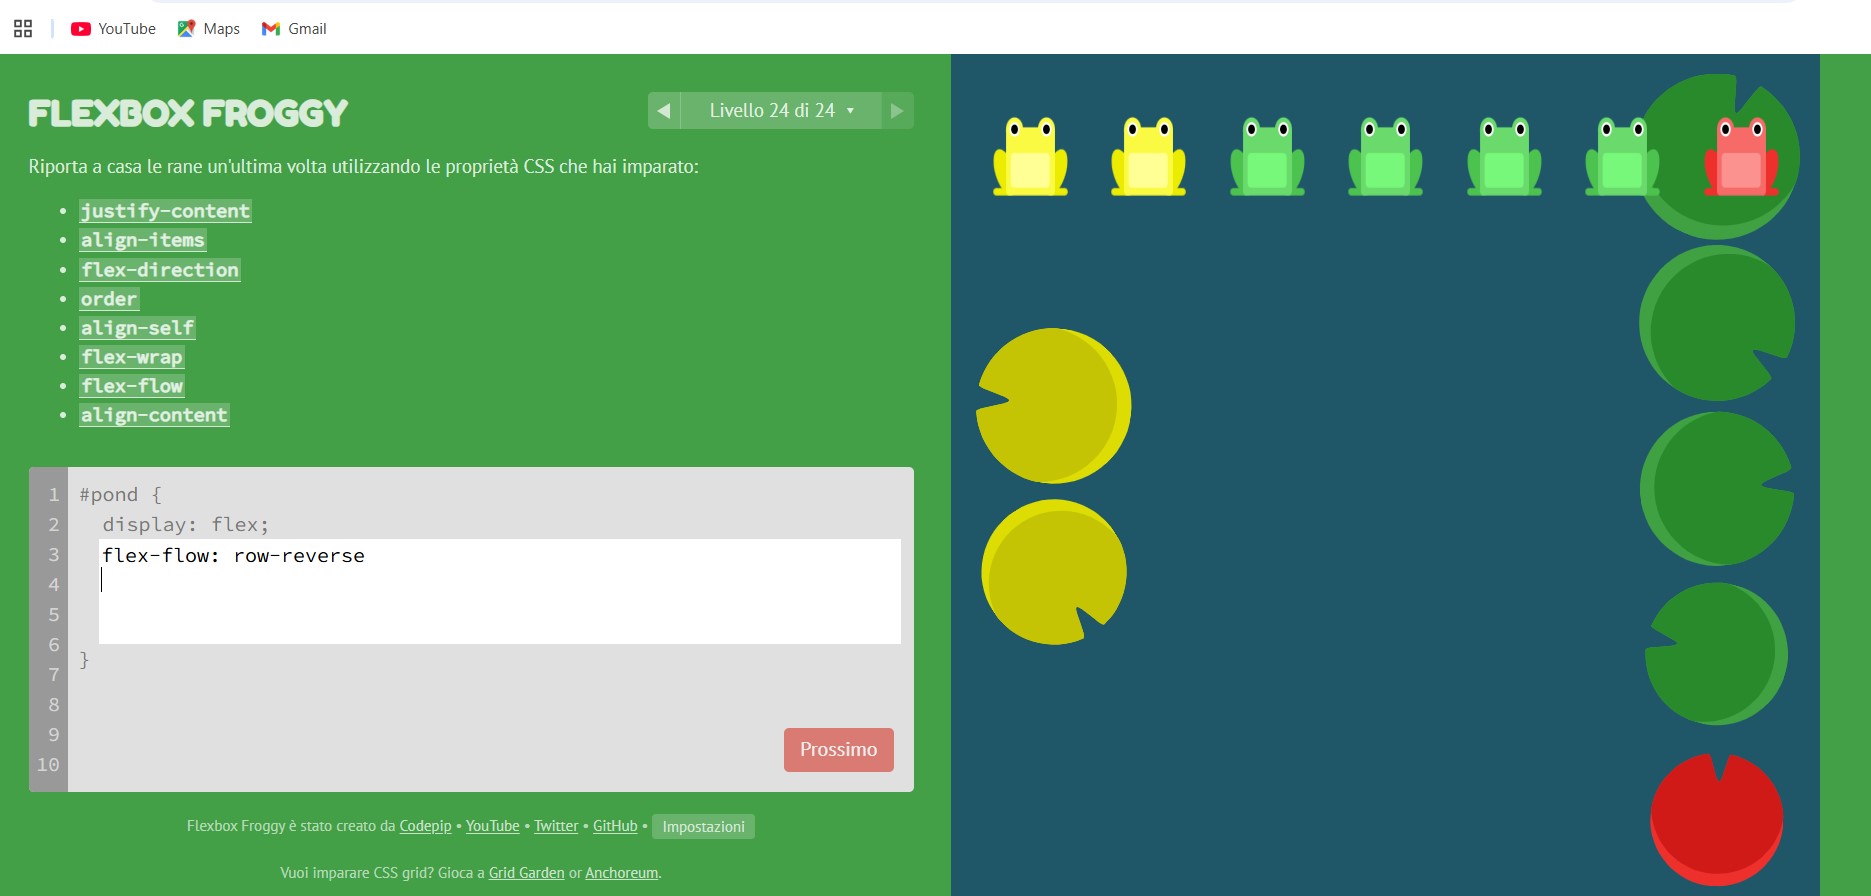 YouTube Maps Gmail
FLEXBOX FROGGY
◀ Livello 24 di 24 ▼ ▶
Riporta a casa le rane un'ultima volta utilizzando le proprietà CSS che hai imparato:
• justify-content
• align-items
• flex-direction
• order
• align-self
• flex-wrap
• flex-flow
• align-content
1 #pond {
2 display: flex;
3 flex-flow: row-reverse
4
5
6 }
7
8
9
10
Prossimo
Flexbox Froggy è stato creato da Codepip • YouTube • Twitter • GitHub • Impostazioni
Vuoi imparare CSS grid? Gioca a Grid Garden or Anchoreum.